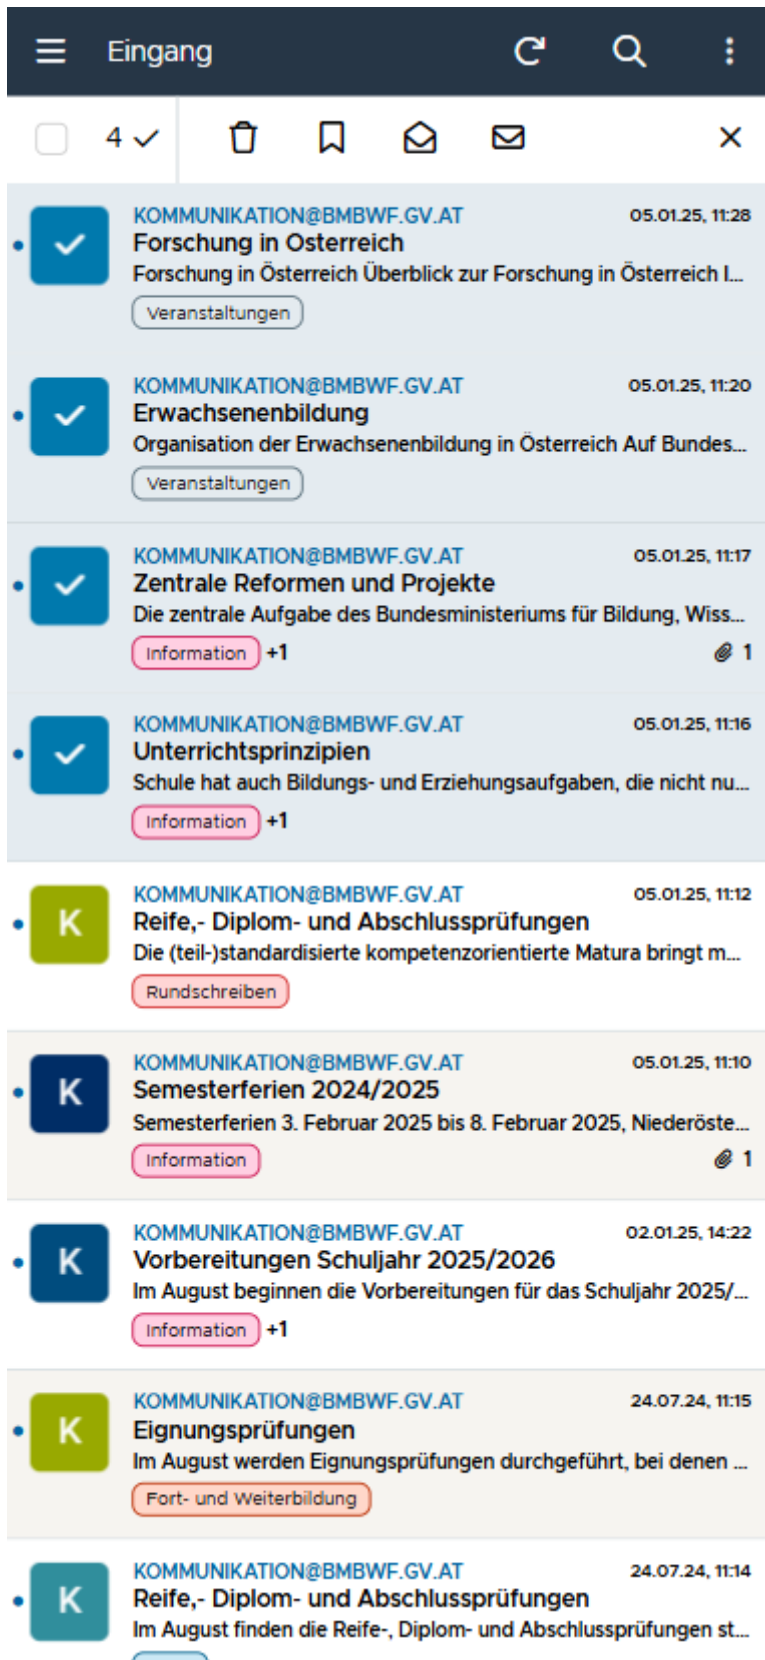 Eingang
4
KOMMUNIKATION@BMBWF.GV.AT 05.01.25, 11:28
Forschung in Österreich
Forschung in Österreich Überblick zur Forschung in Österreich I...
Veranstaltungen
KOMMUNIKATION@BMBWF.GV.AT 05.01.25, 11:20
Erwachsenenbildung
Organisation der Erwachsenenbildung in Österreich Auf Bundes...
Veranstaltungen
KOMMUNIKATION@BMBWF.GV.AT 05.01.25, 11:17
Zentrale Reformen und Projekte
Die zentrale Aufgabe des Bundesministeriums für Bildung, Wiss...
Information +1 1
KOMMUNIKATION@BMBWF.GV.AT 05.01.25, 11:16
Unterrichtsprinzipien
Schule hat auch Bildungs- und Erziehungsaufgaben, die nicht nu...
Information +1
K KOMMUNIKATION@BMBWF.GV.AT 05.01.25, 11:12
Reife,- Diplom- und Abschlussprüfungen
Die (teil-)standardisierte kompetenzorientierte Matura bringt m...
Rundschreiben
K KOMMUNIKATION@BMBWF.GV.AT 05.01.25, 11:10
Semesterferien 2024/2025
Semesterferien 3. Februar 2025 bis 8. Februar 2025, Niederöste...
Information 1
K KOMMUNIKATION@BMBWF.GV.AT 02.01.25, 14:22
Vorbereitungen Schuljahr 2025/2026
Im August beginnen die Vorbereitungen für das Schuljahr 2025/...
Information +1
K KOMMUNIKATION@BMBWF.GV.AT 24.07.24, 11:15
Eignungsprüfungen
Im August werden Eignungsprüfungen durchgeführt, bei denen ...
Fort- und Weiterbildung
K KOMMUNIKATION@BMBWF.GV.AT 24.07.24, 11:14
Reife,- Diplom- und Abschlussprüfungen
Im August finden die Reife-, Diplom- und Abschlussprüfungen st...